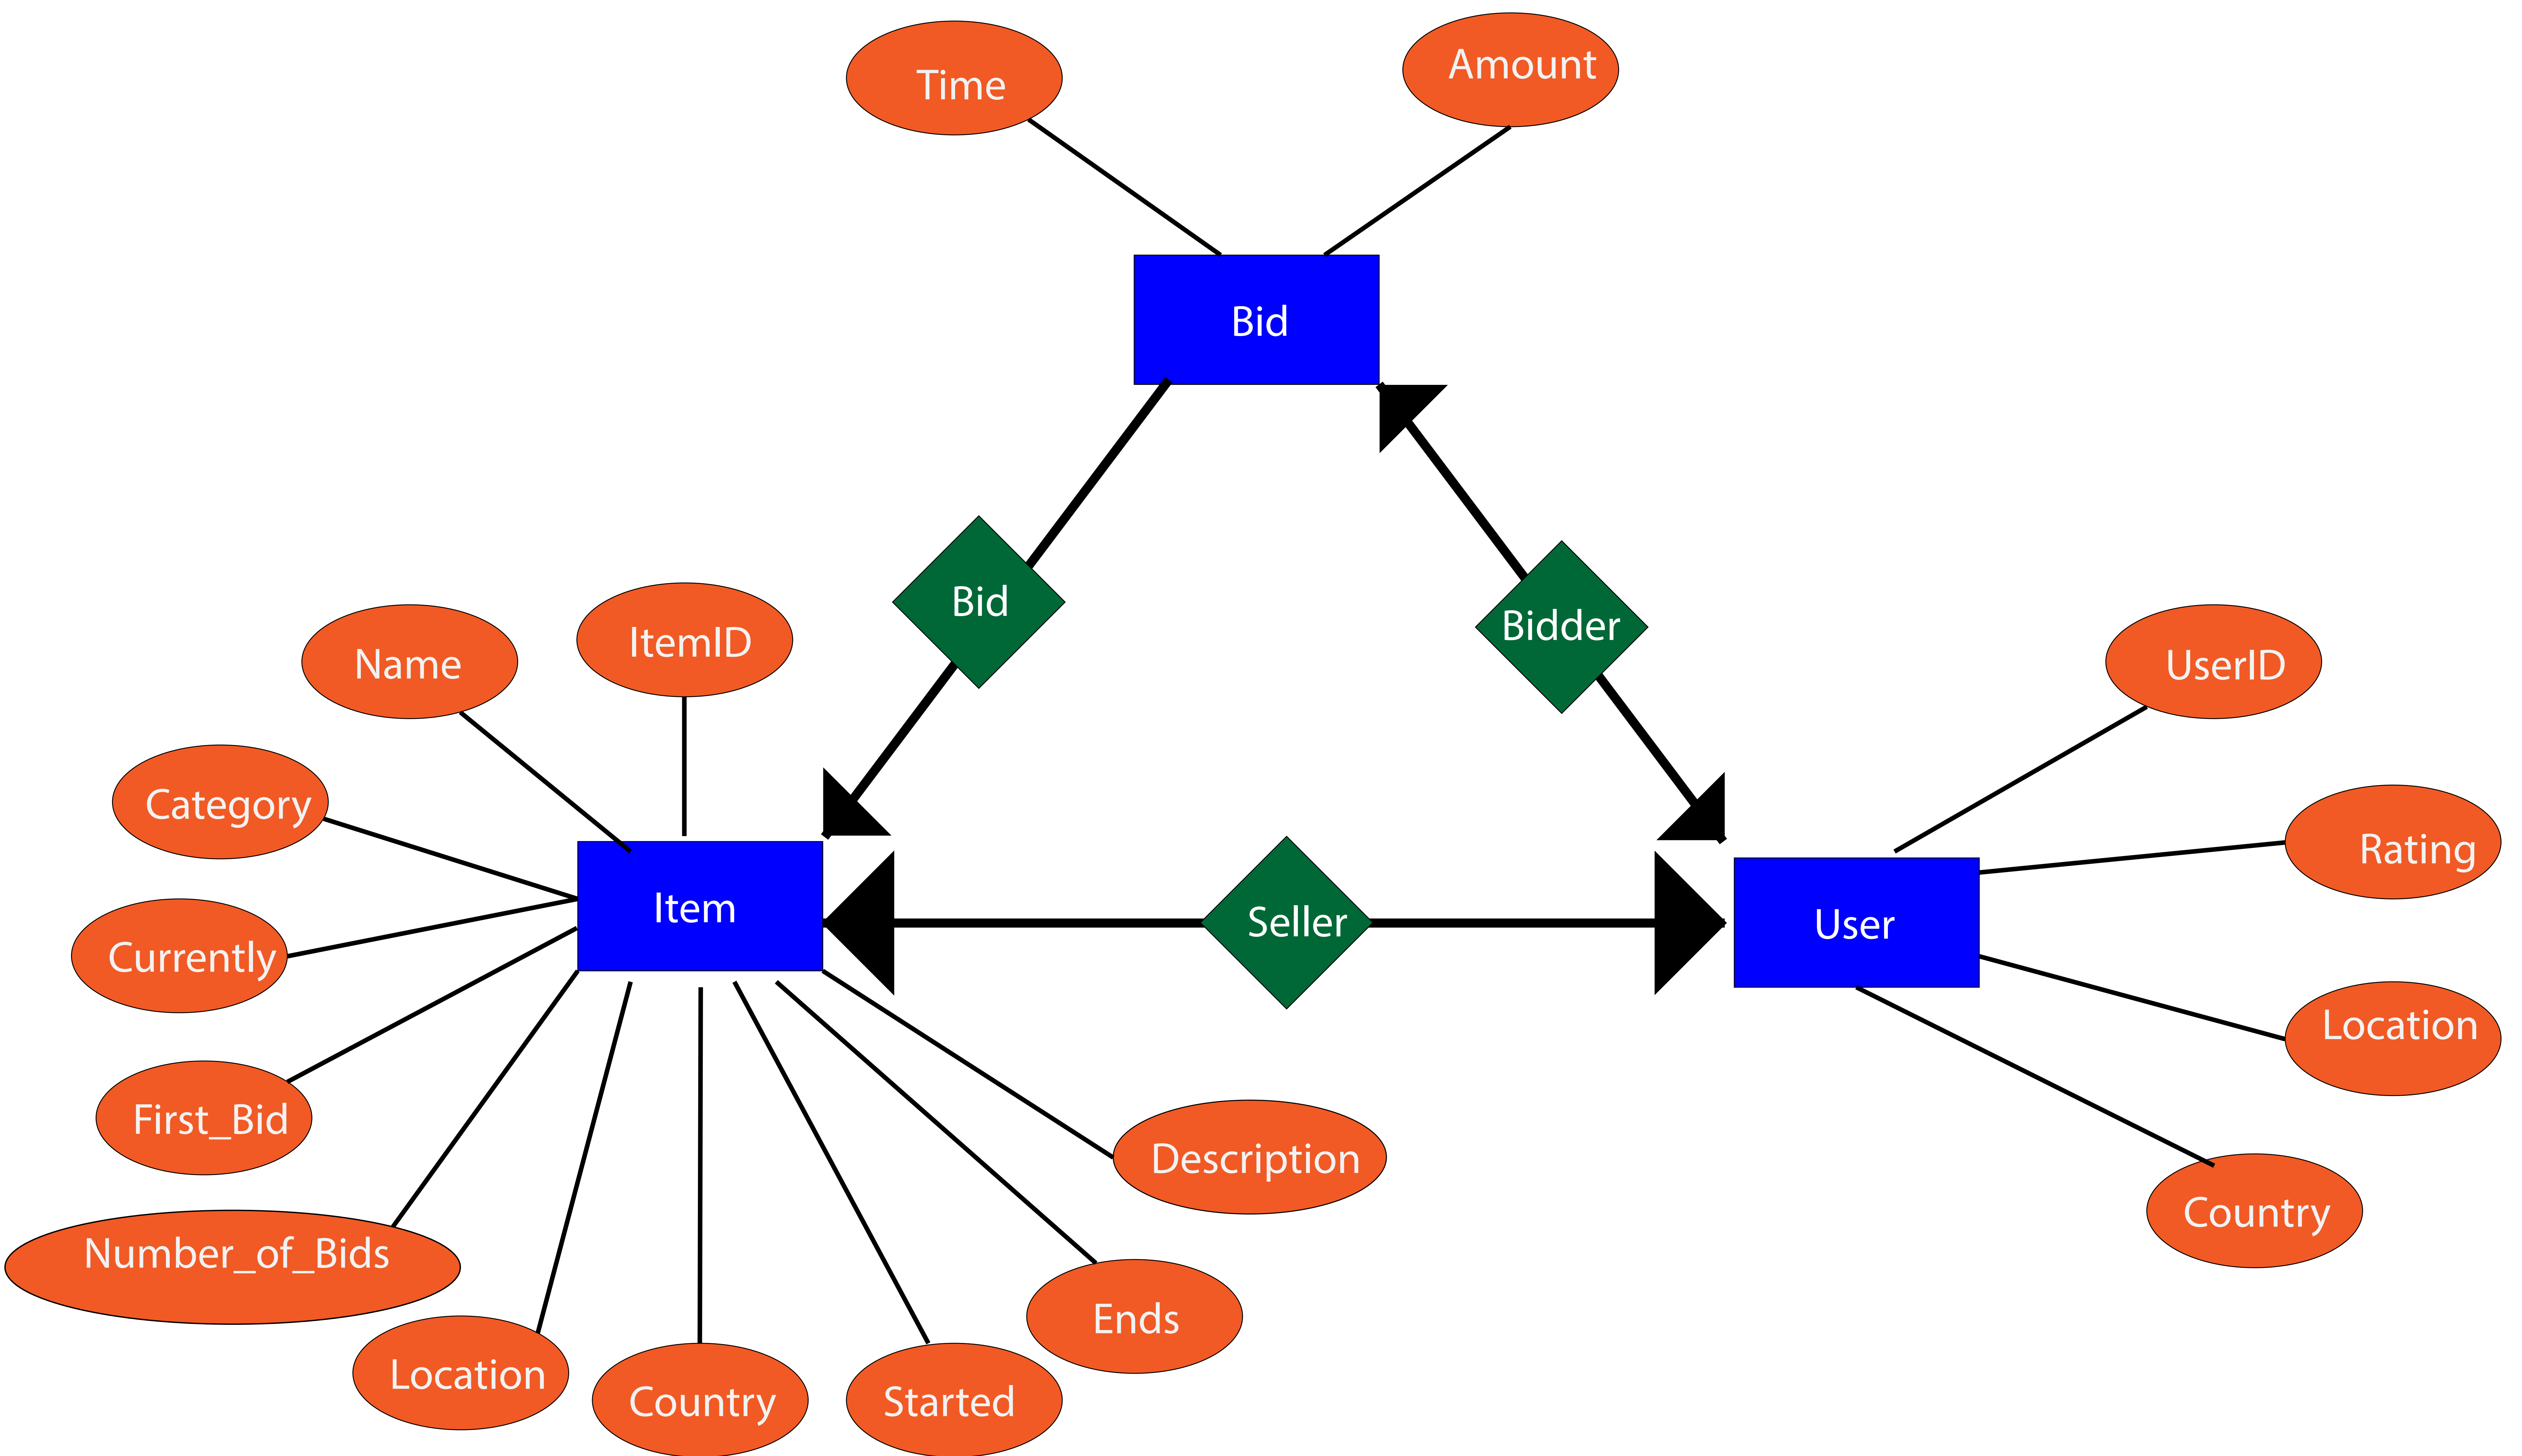 Time
Amount
Bid
Bid
Bidder
Name
ItemID
UserID
Category
Rating
Item
Seller
User
Currently
Location
First_Bid
Description
Country
Number_of_Bids
Ends
Location
Country
Started